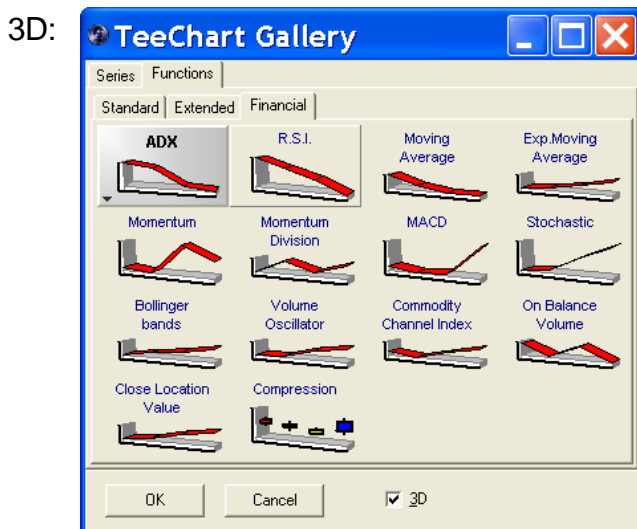 3D:
TeeChart Gallery
Series Functions
Standard Extended Financial
ADX R.S.I. Moving Exp.Moving
Average Average
Momentum Momentum MACD Stochastic
Division
Bollinger Volume Commodity On Balance
bands Oscillator Channel Index Volume
Close Location Compression
Value
OK Cancel 3D